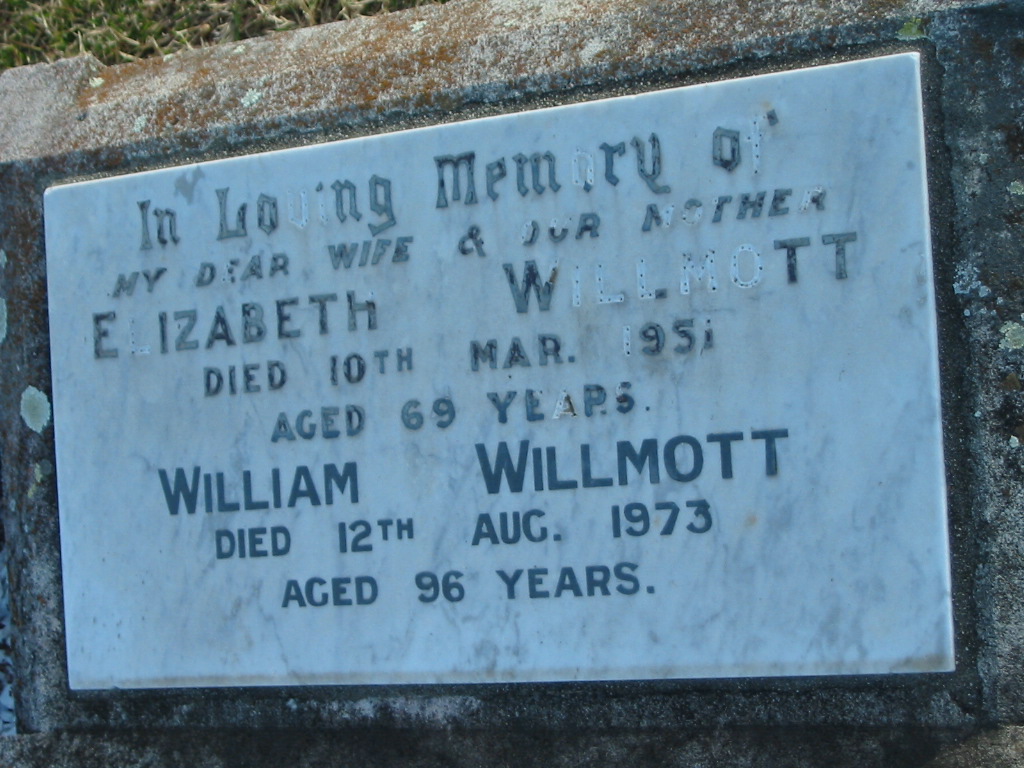 In Loving Memory of
MY DEAR WIFE & OUR MOTHER
ELIZABETH WILLMOTT
DIED 10TH MAR. 1951
AGED 69 YEARS.
WILLIAM WILLMOTT
DIED 12TH AUG. 1973
AGED 96 YEARS.